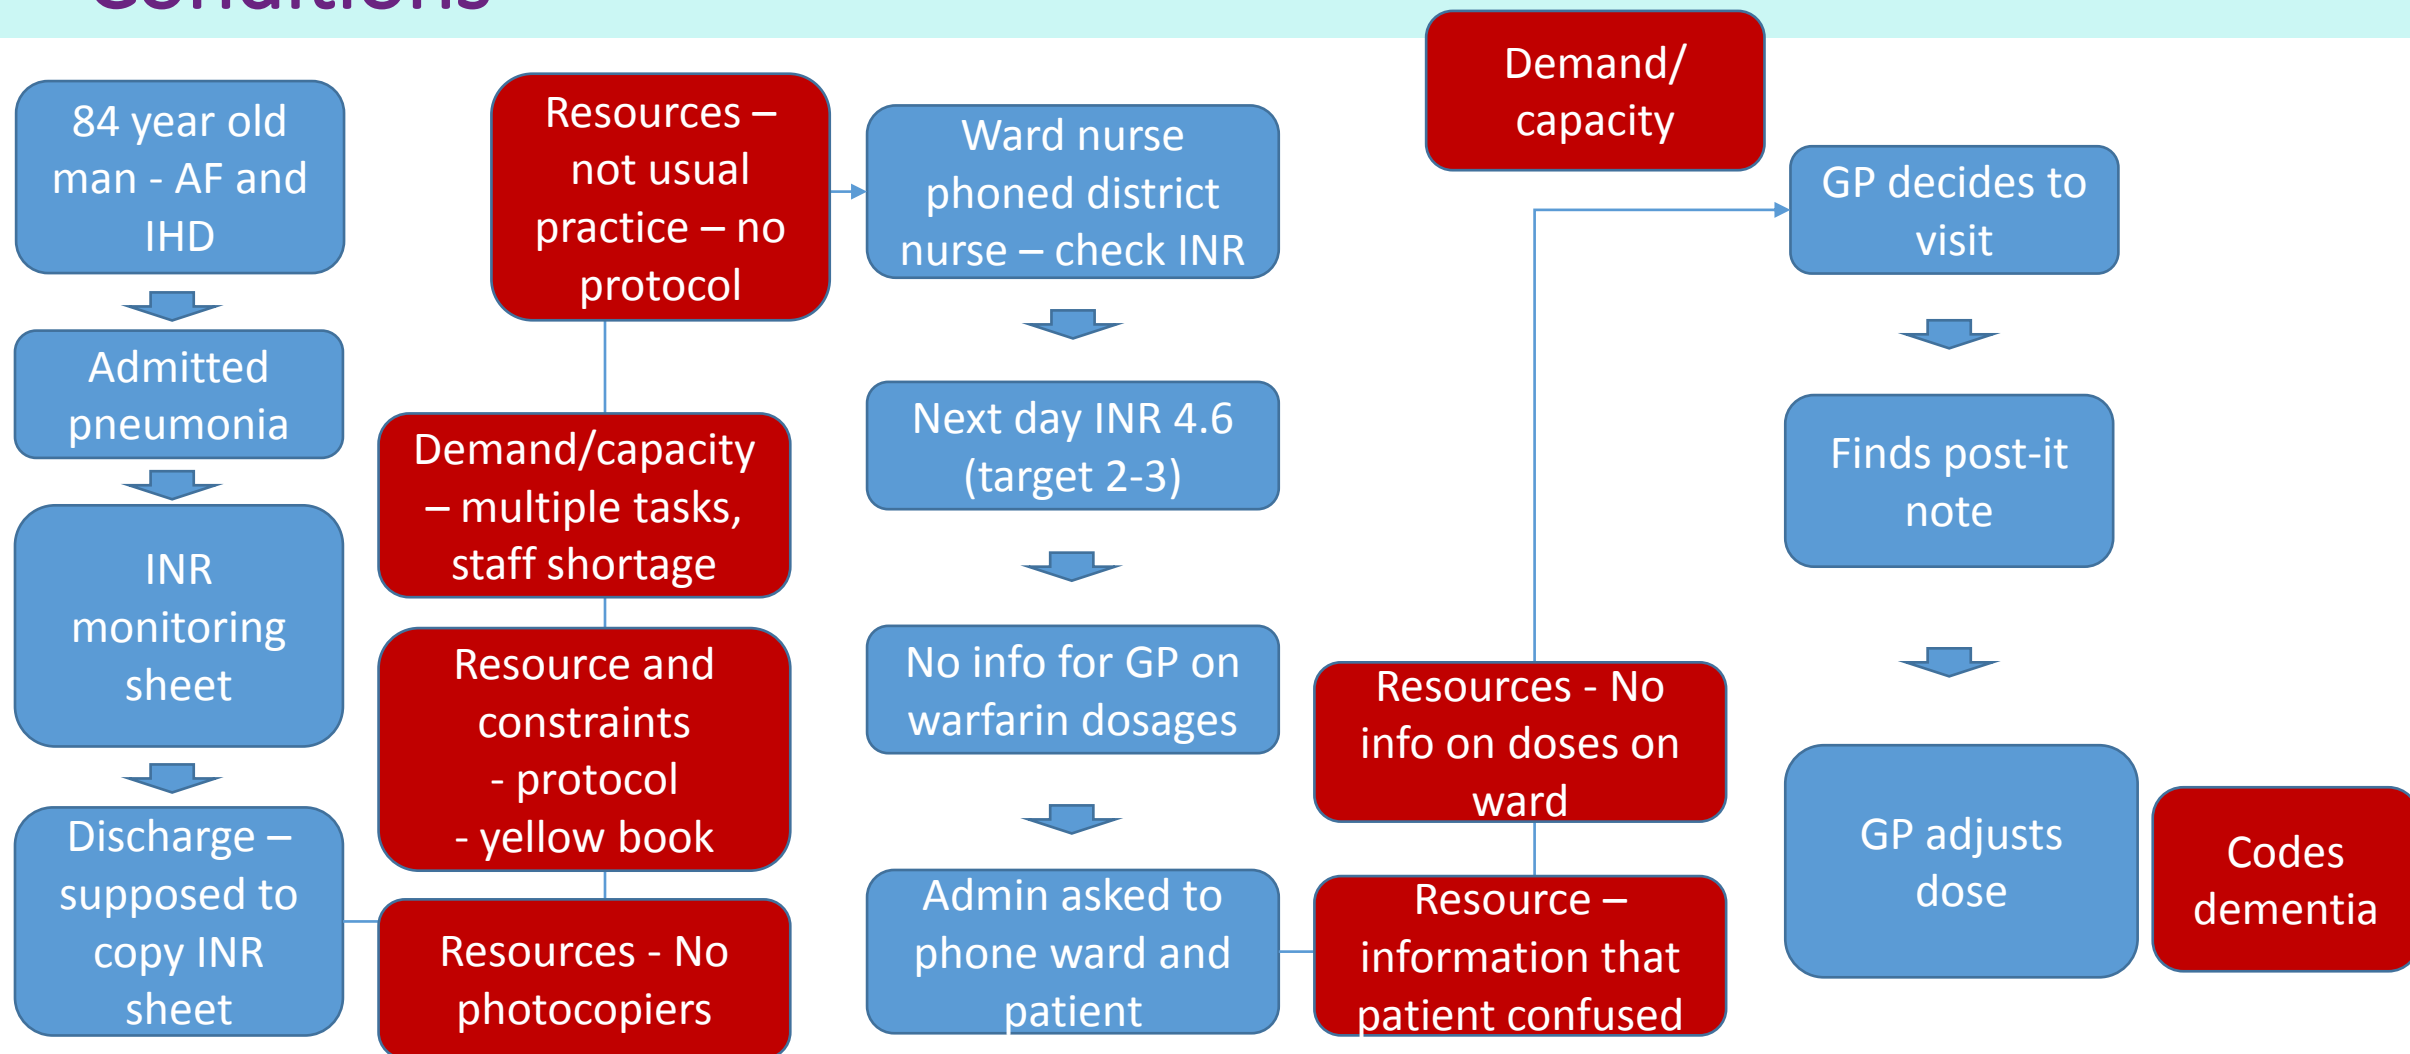 Conditions
84 year old
man - AF and
IHD
Admitted
pneumonia
INR
monitoring
sheet
Discharge –
supposed to
copy INR
sheet
Resources –
not usual
practice – no
protocol
Demand/capacity
– multiple tasks,
staff shortage
Resource and
constraints
- protocol
- yellow book
Resources - No
photocopiers
Ward nurse
phoned district
nurse – check INR
Next day INR 4.6
(target 2-3)
No info for GP on
warfarin dosages
Admin asked to
phone ward and
patient
Demand/
capacity
Resources - No
info on doses on
ward
Resource –
information that
patient confused
GP decides to
visit
Finds post-it
note
GP adjusts
dose
Codes
dementia